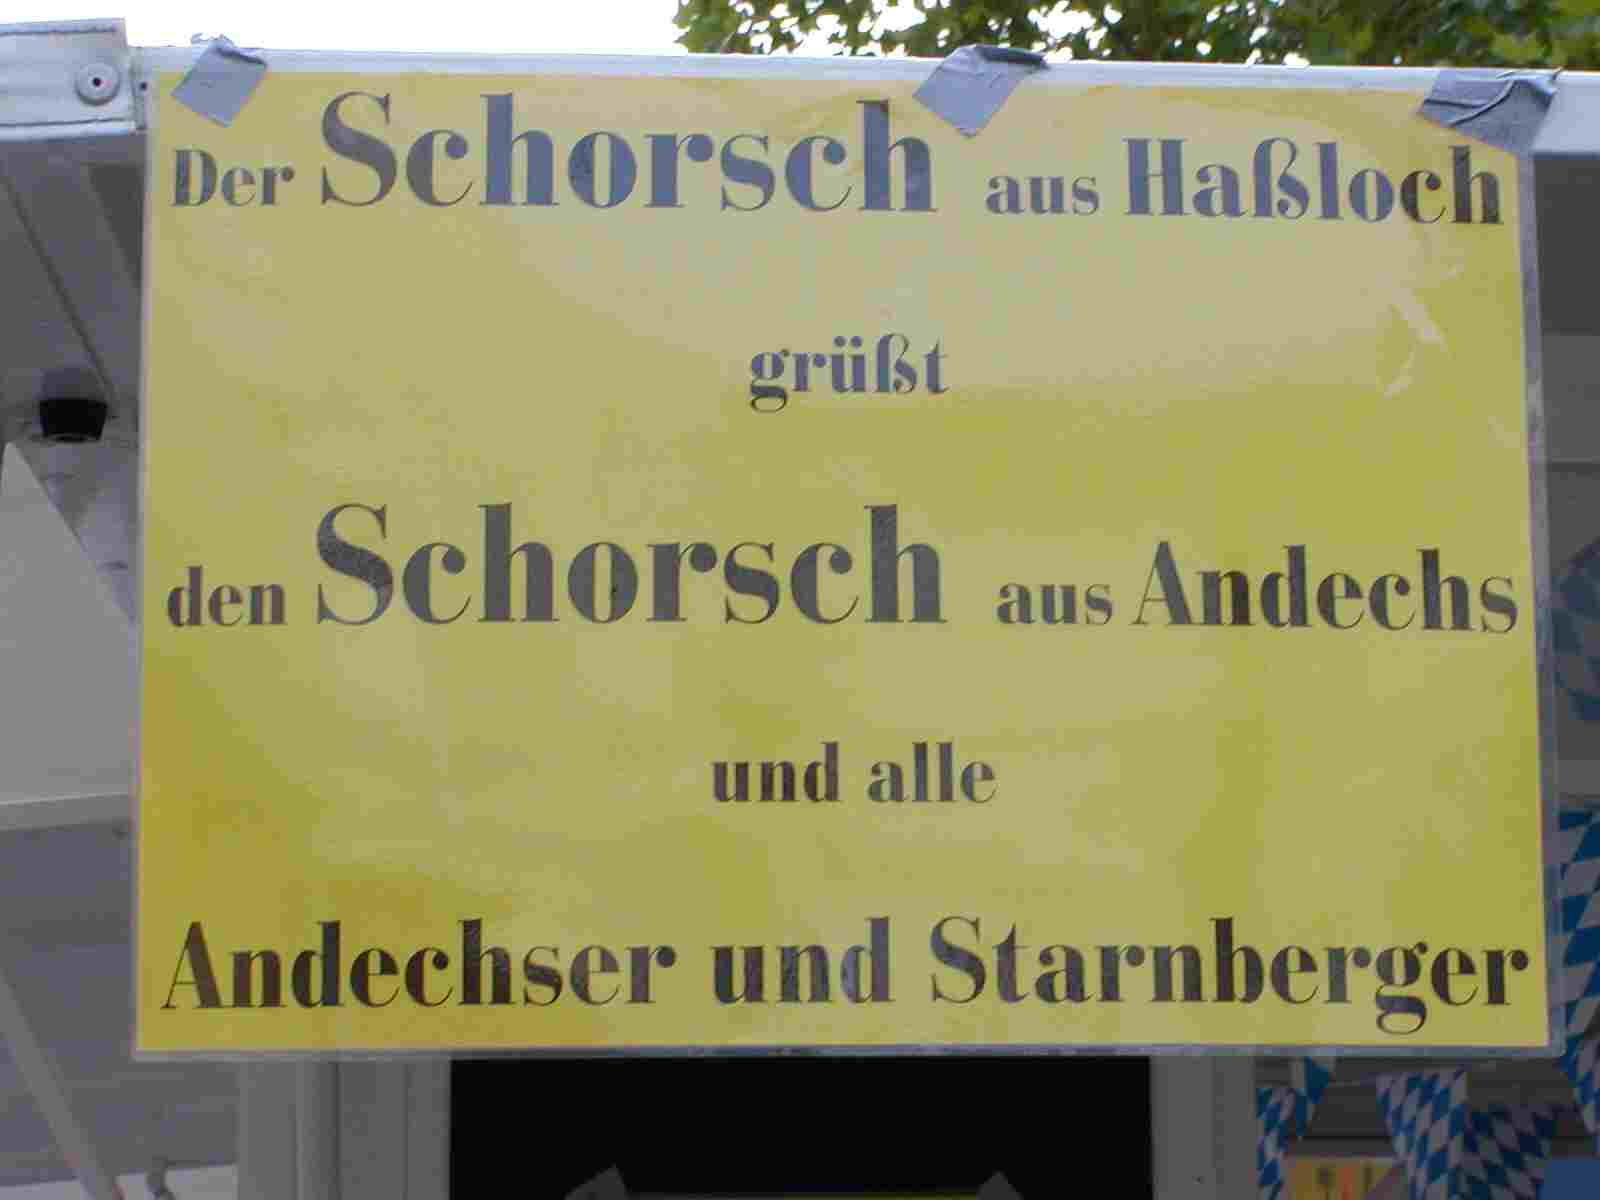 Der Schorsch aus Haßloch
grüßt
den Schorsch aus Andechs
und alle
Andechser und Starnberger